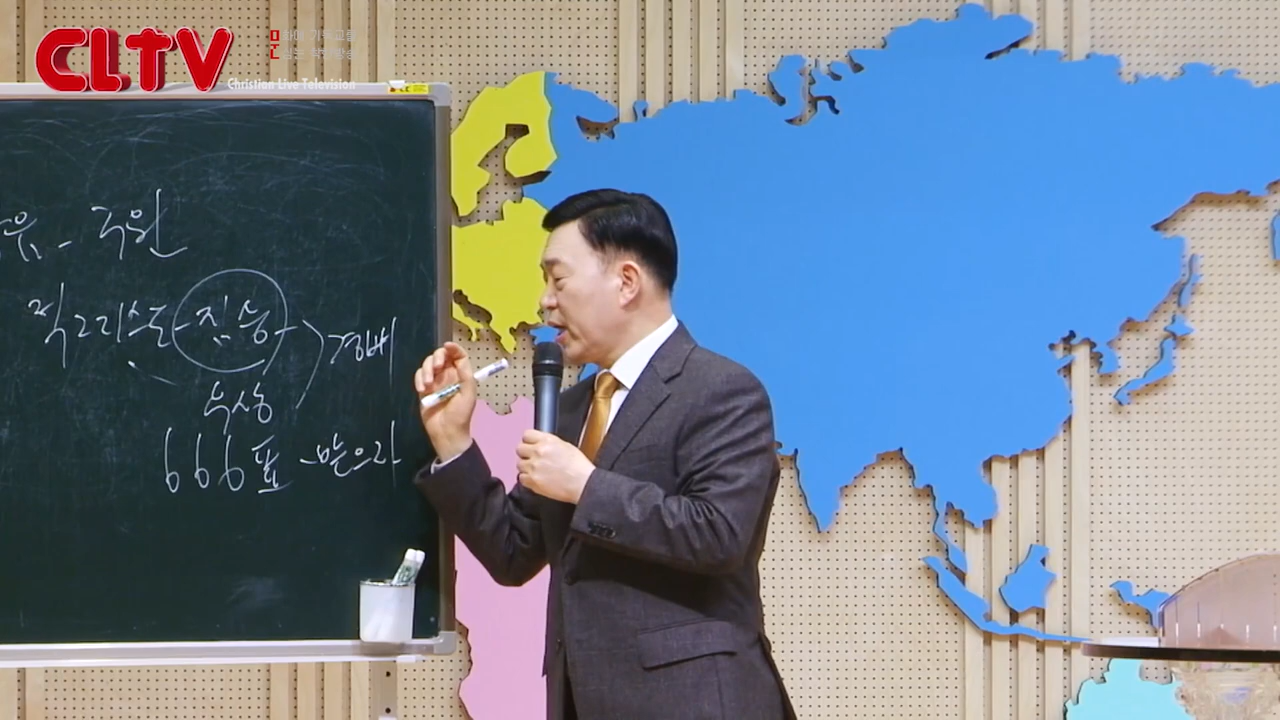 CLTV
Christian Live Television
구원
적그리스도 - 짐승 - 경배
우상
666표 - 받으라